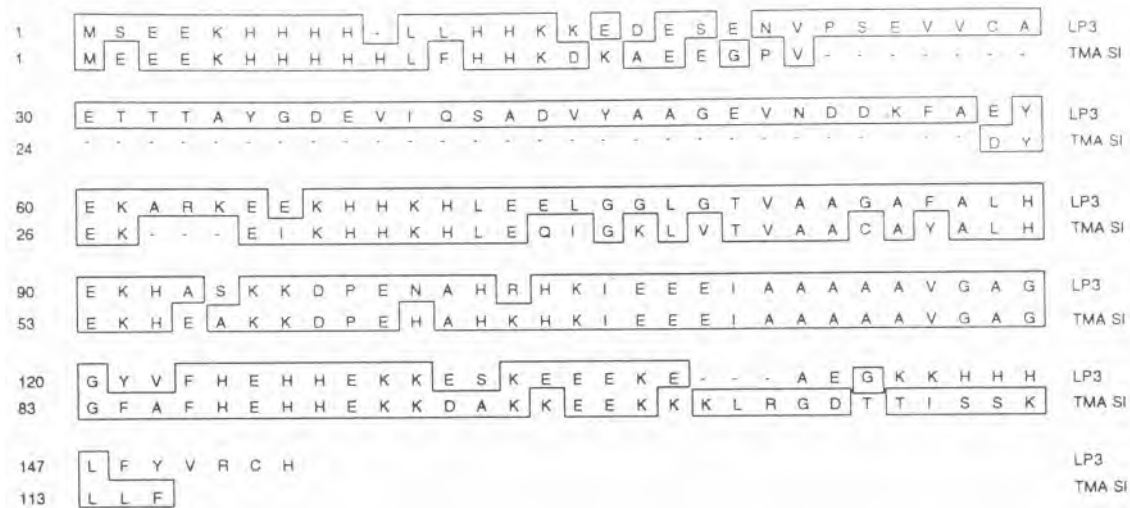 1 M S E E K H H H H - L L H H K K E D E S E N V P S E V V C A LP3
1 M E E E K H H H H H L F H H K D K A E E G P V - - - - - - - TMA SI
30 E T T T A Y G D E V I Q S A D V Y A A G E V N D D K F A E Y LP3
24 - - - - - - - - - - - - - - - - - - - - - - - - - - - - D Y TMA SI
60 E K A R K E E K H H K H L E E L G G L G T V A A G A F A L H LP3
26 E K - - - E I K H H K H L E Q I G K L V T V A A C A Y A L H TMA SI
90 E K H A S K K D P E N A H R H K I E E E I A A A A A V G A G LP3
53 E K H E A K K D P E H A H K H K I E E E I A A A A A V G A G TMA SI
120 G Y V F H E H H E K K E S K E E E K E - - - A E G K K H H H LP3
83 G F A F H E H H E K K D A K K E E K K K L R G D T T I S S K TMA SI
147 L F Y V R C H LP3
113 L L F TMA SI